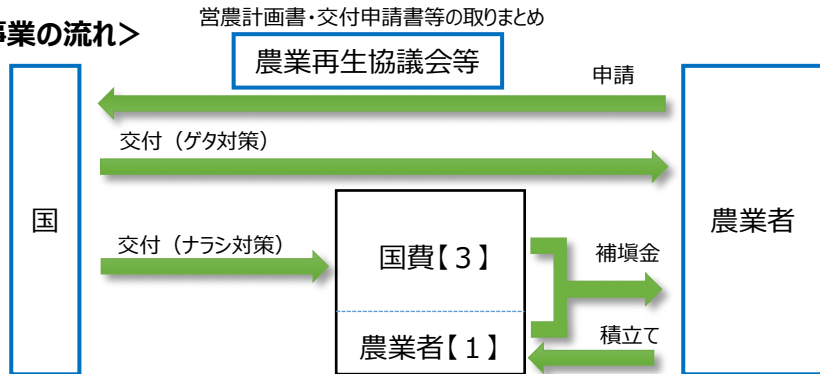 営農計画書・交付申請書等の取りまとめ
事業の流れ＞
農業再生協議会等
申請
交付（ゲタ対策）
国
農業者
交付（ナラシ対策）
国費【３】
補塡金
農業者【１】
積立て